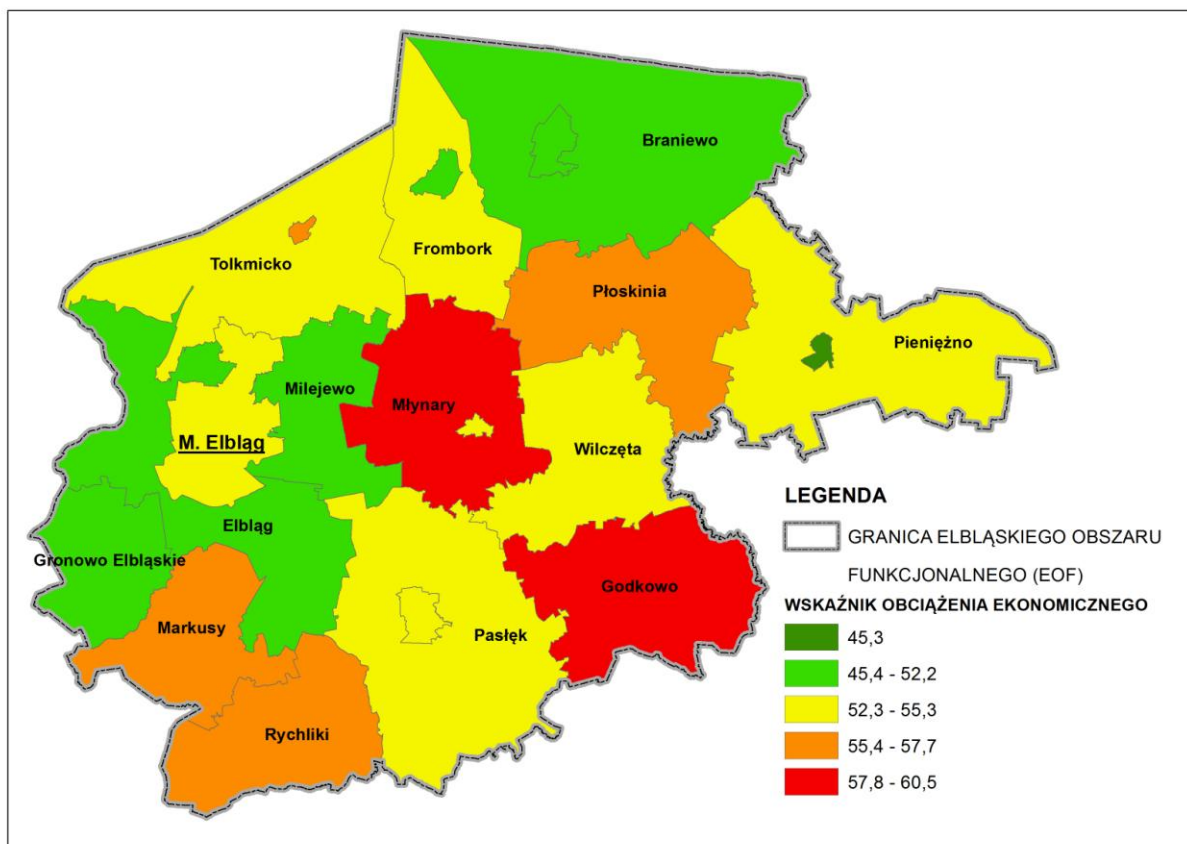 Braniewo
Frombork
Tolkmicko
Płoskinia
Pieniężno
Milejewo
Młynary
M. Elbląg
Wilczęta
Elbląg
Gronowo Elbląskie
Godkowo
Markusy
Pasłęk
Rychliki
LEGENDA
GRANICA ELBLĄSKIEGO OBSZARU
FUNKCJONALNEGO (EOF)
WSKAŹNIK OBCIĄŻENIA EKONOMICZNEGO
45,3
45,4 - 52,2
52,3 - 55,3
55,4 - 57,7
57,8 - 60,5